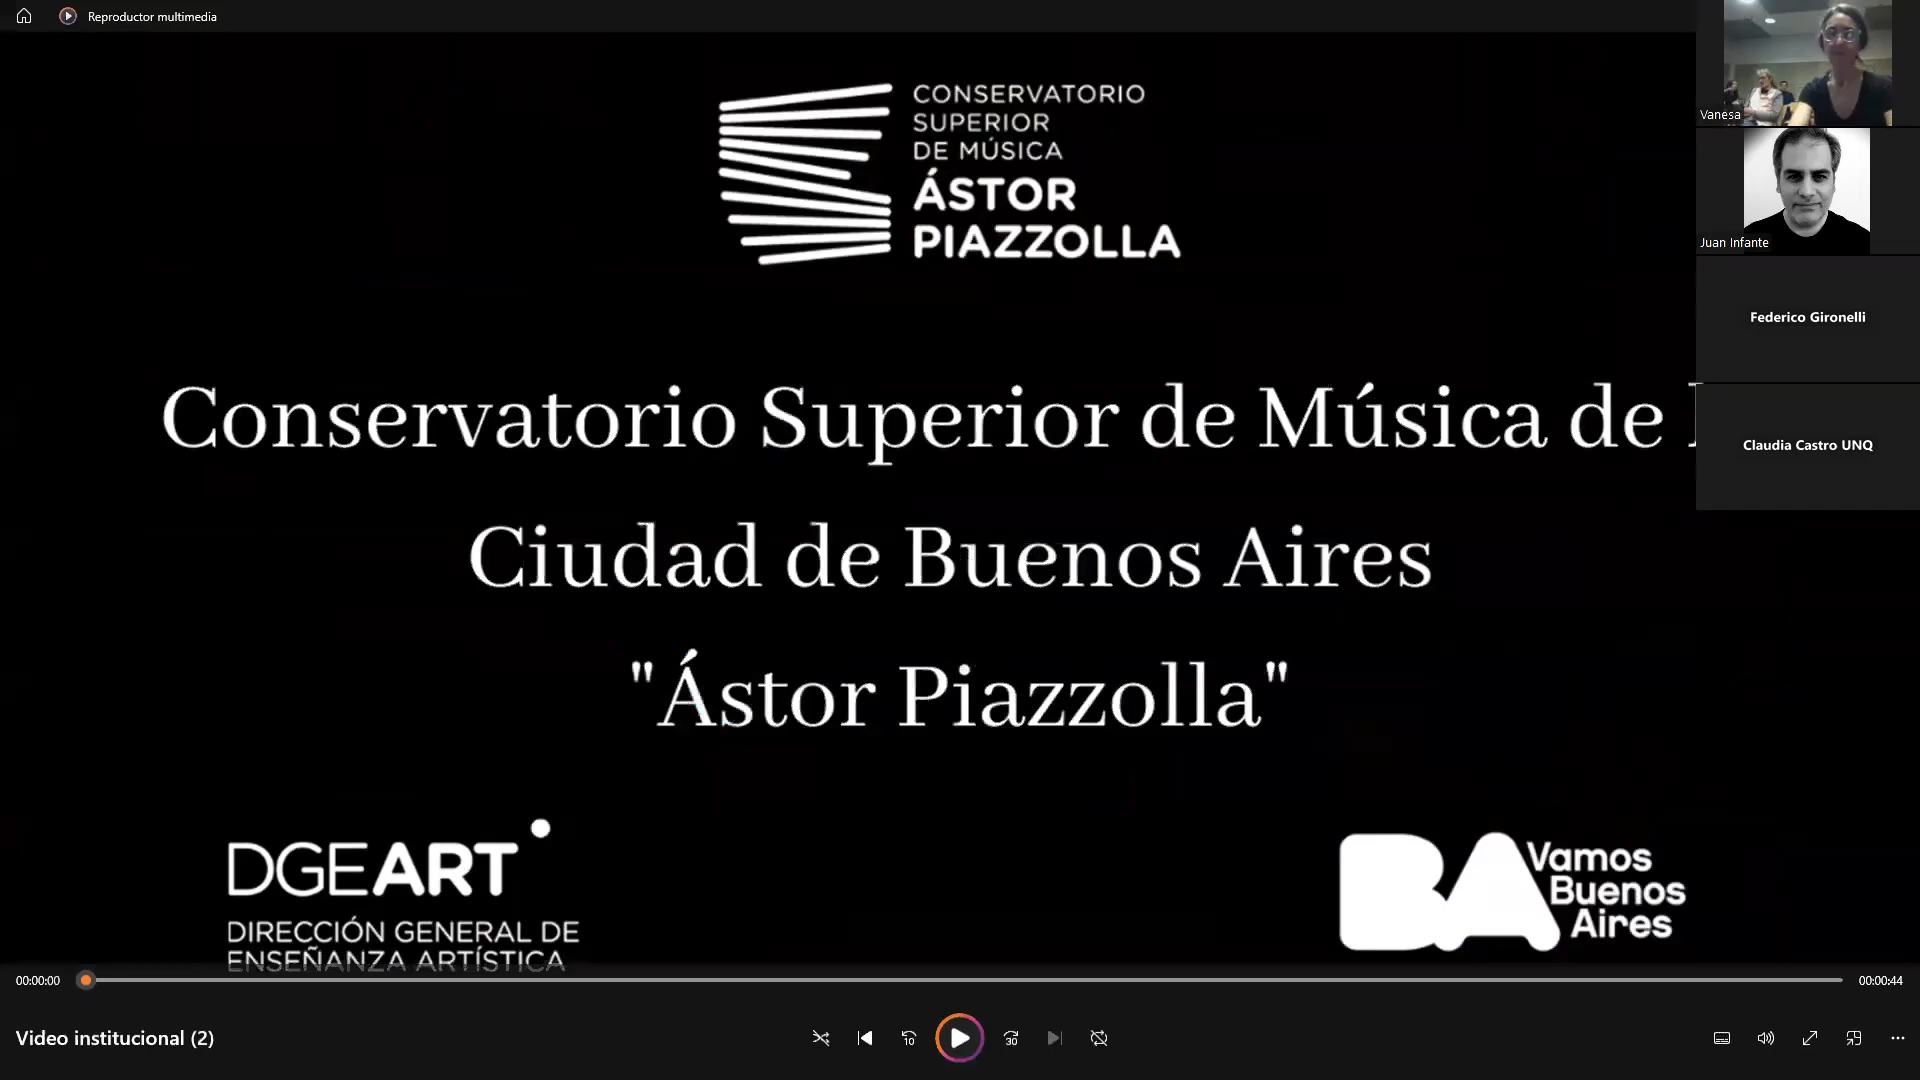 Reproductor multimedia
CONSERVATORIO
SUPERIOR
DE MÚSICA
ÁSTOR
PIAZZOLLA
Conservatorio Superior de Música de
Ciudad de Buenos Aires
"Ástor Piazzolla"
DGEART
DIRECCIÓN GENERAL DE
ENSEÑANZA ARTÍSTICA
BA
Vamos
Buenos
Aires
Vanesa
Juan Infante
Federico Gironelli
Claudia Castro UNQ
00:00:00
00:00:44
Video institucional (2)
10
30